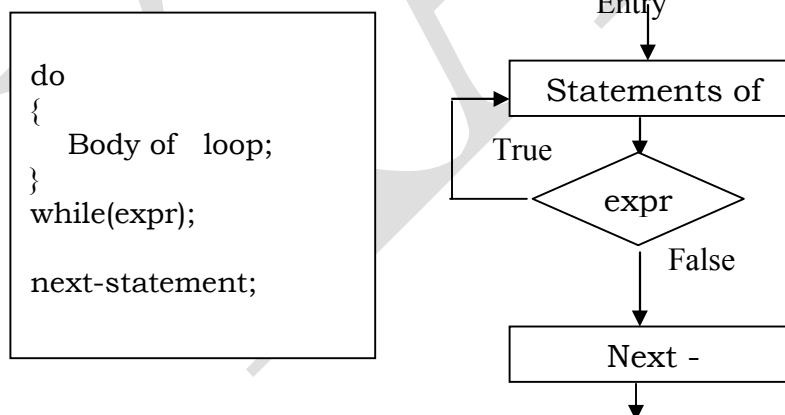 do
{
Body of loop;
}
while(expr);
next-statement;
Entry
Statements of
True
expr
False
Next -